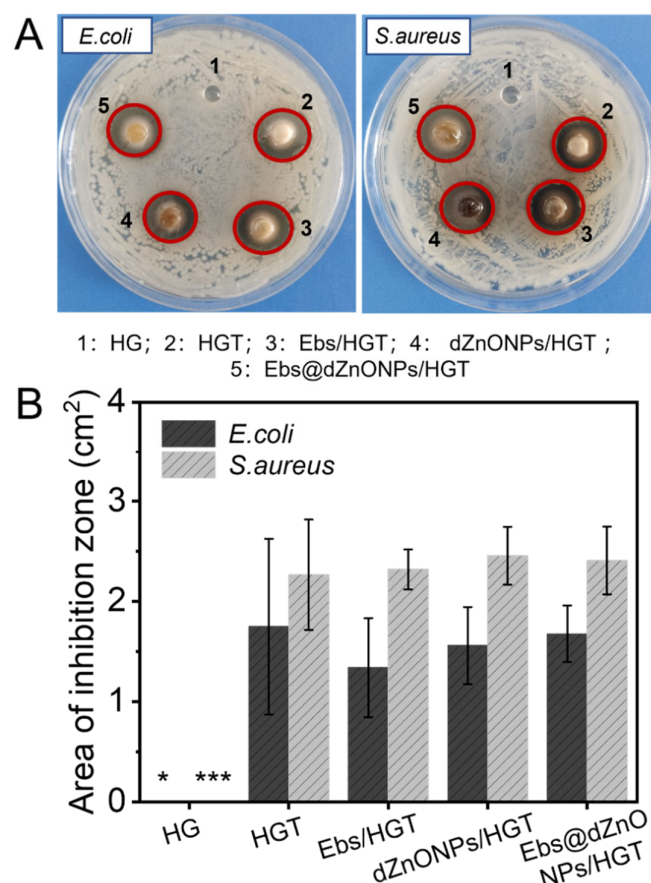 A
E.coli
S.aureus
1
2
3
4
5
1
2
3
4
5
1: HG; 2: HGT; 3: Ebs/HGT; 4: dZnONPs/HGT ;
5: Ebs@dZnONPs/HGT
B
Area of inhibition zone (cm²)
4
3
2
1
0
E.coli
S.aureus
* ***
HG
HGT
Ebs/HGT
dZnONPs/HGT
Ebs@dZnO
NPs/HGT